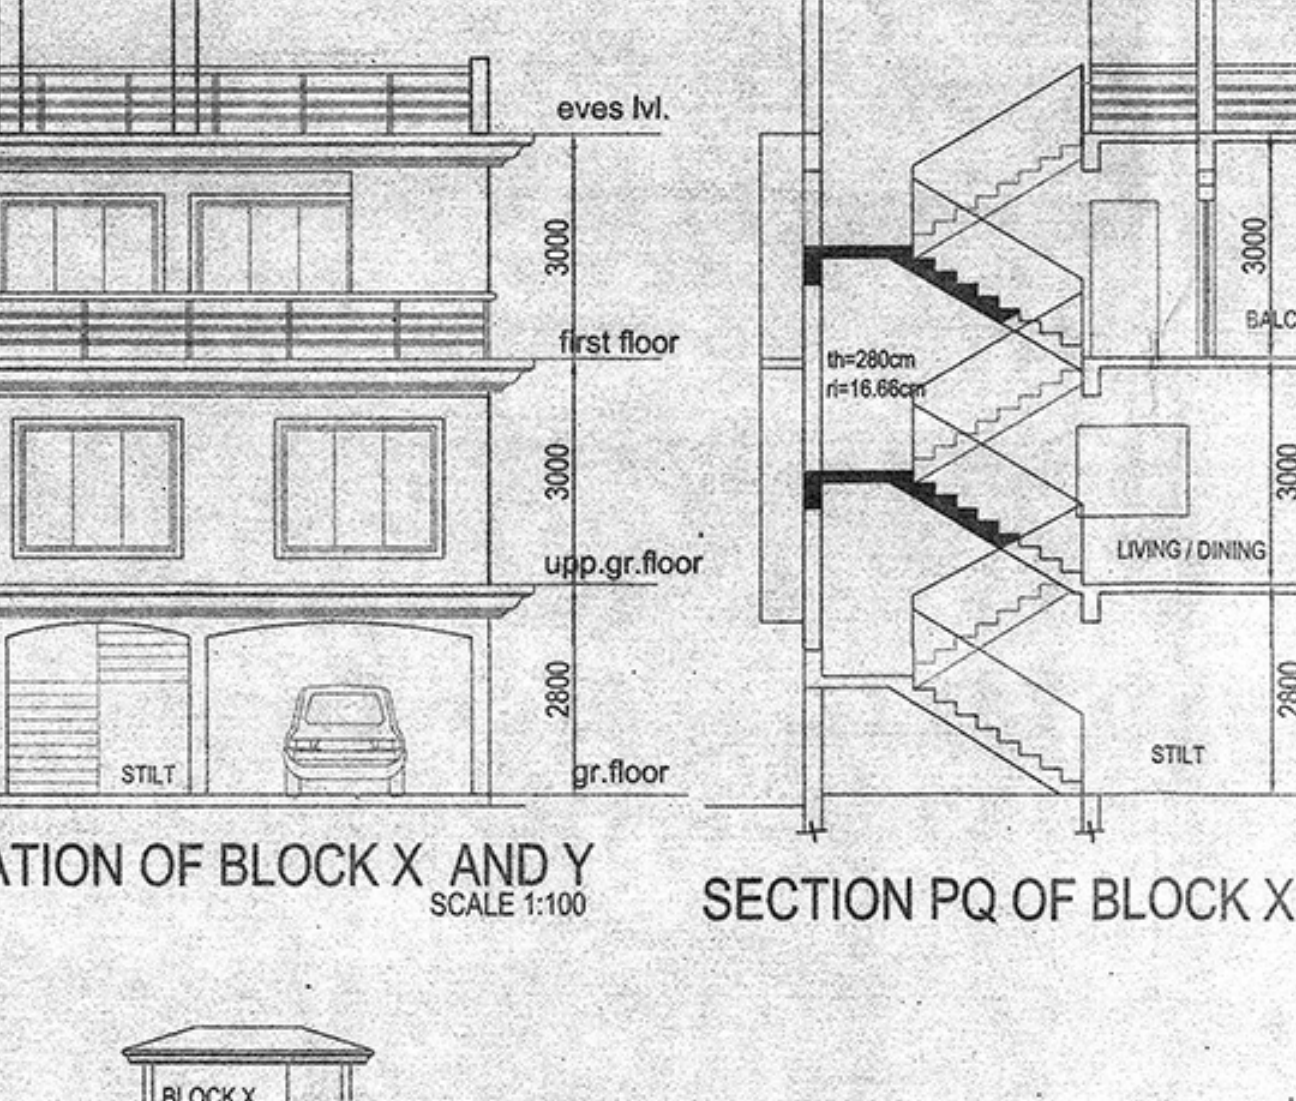 eves lvl.
3000
first floor
3000
upp.gr.floor
2800
STILT
gr.floor
ATION OF BLOCK X AND Y
SCALE 1:100
3000
BALC
th=280cm
ri=16.66cm
3000
LIVING / DINING
2800
STILT
SECTION PQ OF BLOCK X
BLOCK X